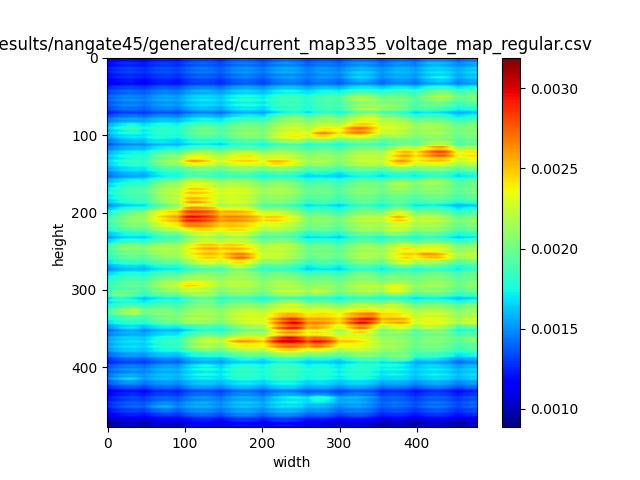 esults/nangate45/generated/current_map335_voltage_map_regular.csv
0
100
200
300
400
height
0 100 200 300 400
width
0.0030
0.0025
0.0020
0.0015
0.0010